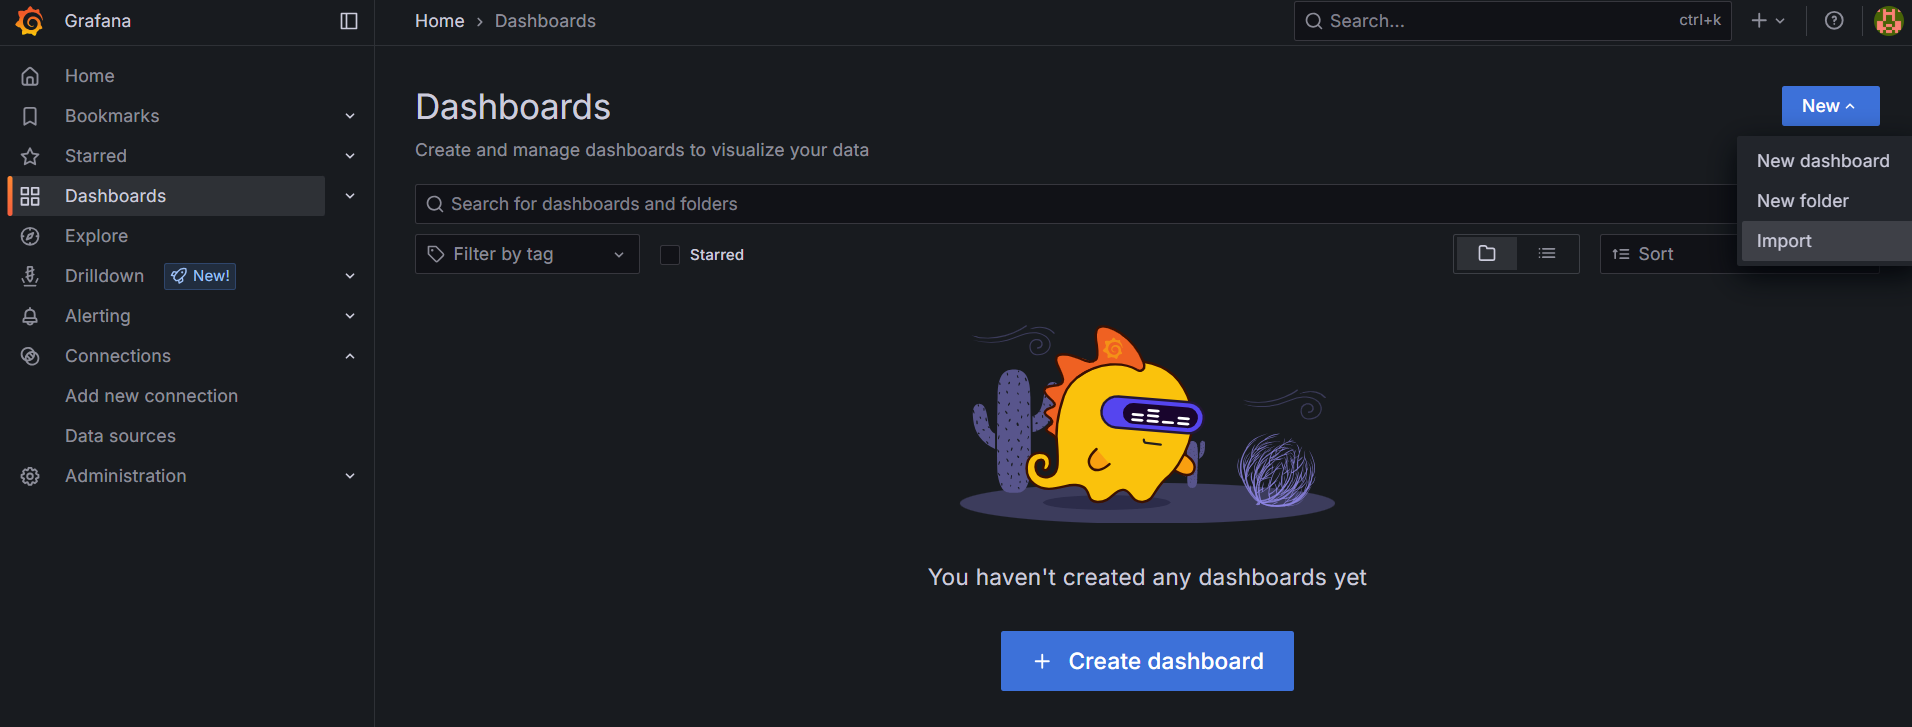 Grafana
Home › Dashboards
Search...
ctrl+k
Home
Bookmarks
Starred
Dashboards
Explore
Drilldown
New!
Alerting
Connections
Add new connection
Data sources
Administration
Dashboards
Create and manage dashboards to visualize your data
New
New dashboard
New folder
Import
Search for dashboards and folders
Filter by tag
Starred
Sort
You haven't created any dashboards yet
+ Create dashboard